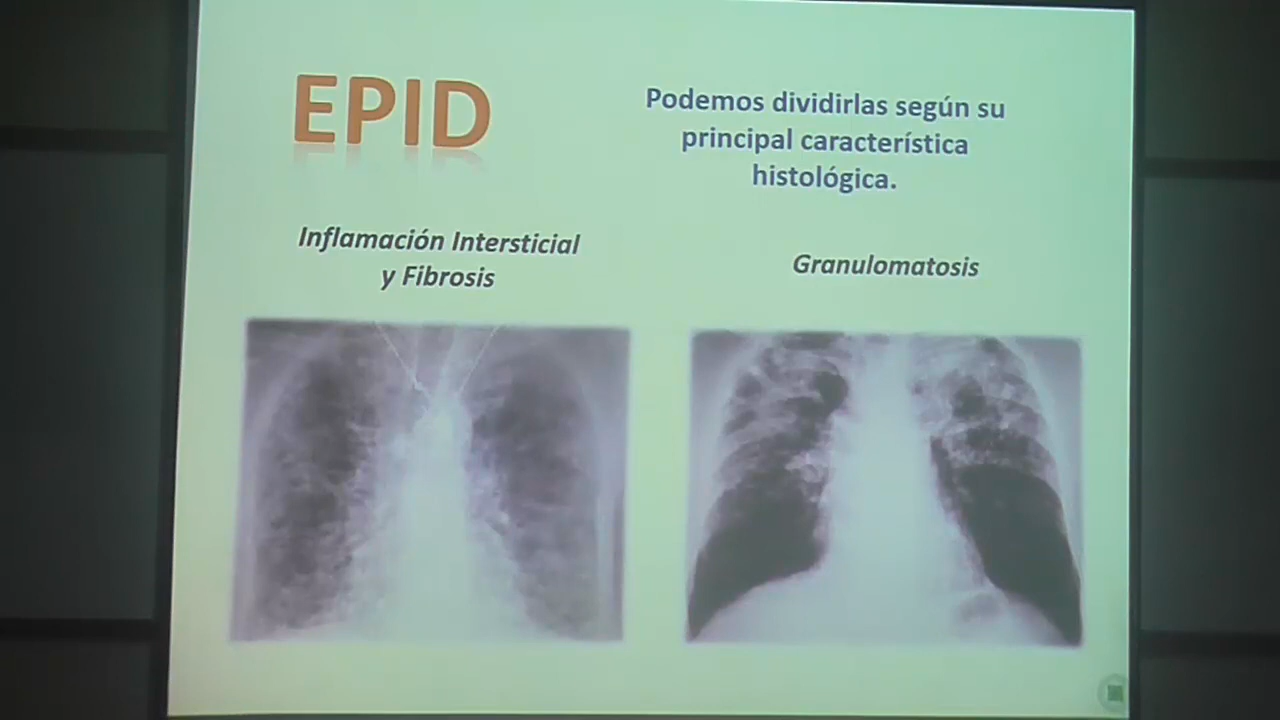 EPID
Podemos dividirlas según su
principal característica
histológica.
Inflamación Intersticial
y Fibrosis
Granulomatosis